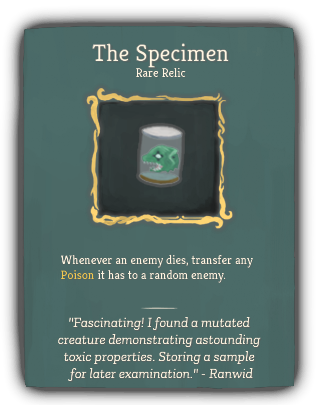 The Specimen
Rare Relic
Whenever an enemy dies, transfer any
Poison it has to a random enemy.
"Fascinating! I found a mutated
creature demonstrating astounding
toxic properties. Storing a sample
for later examination." - Ranwid